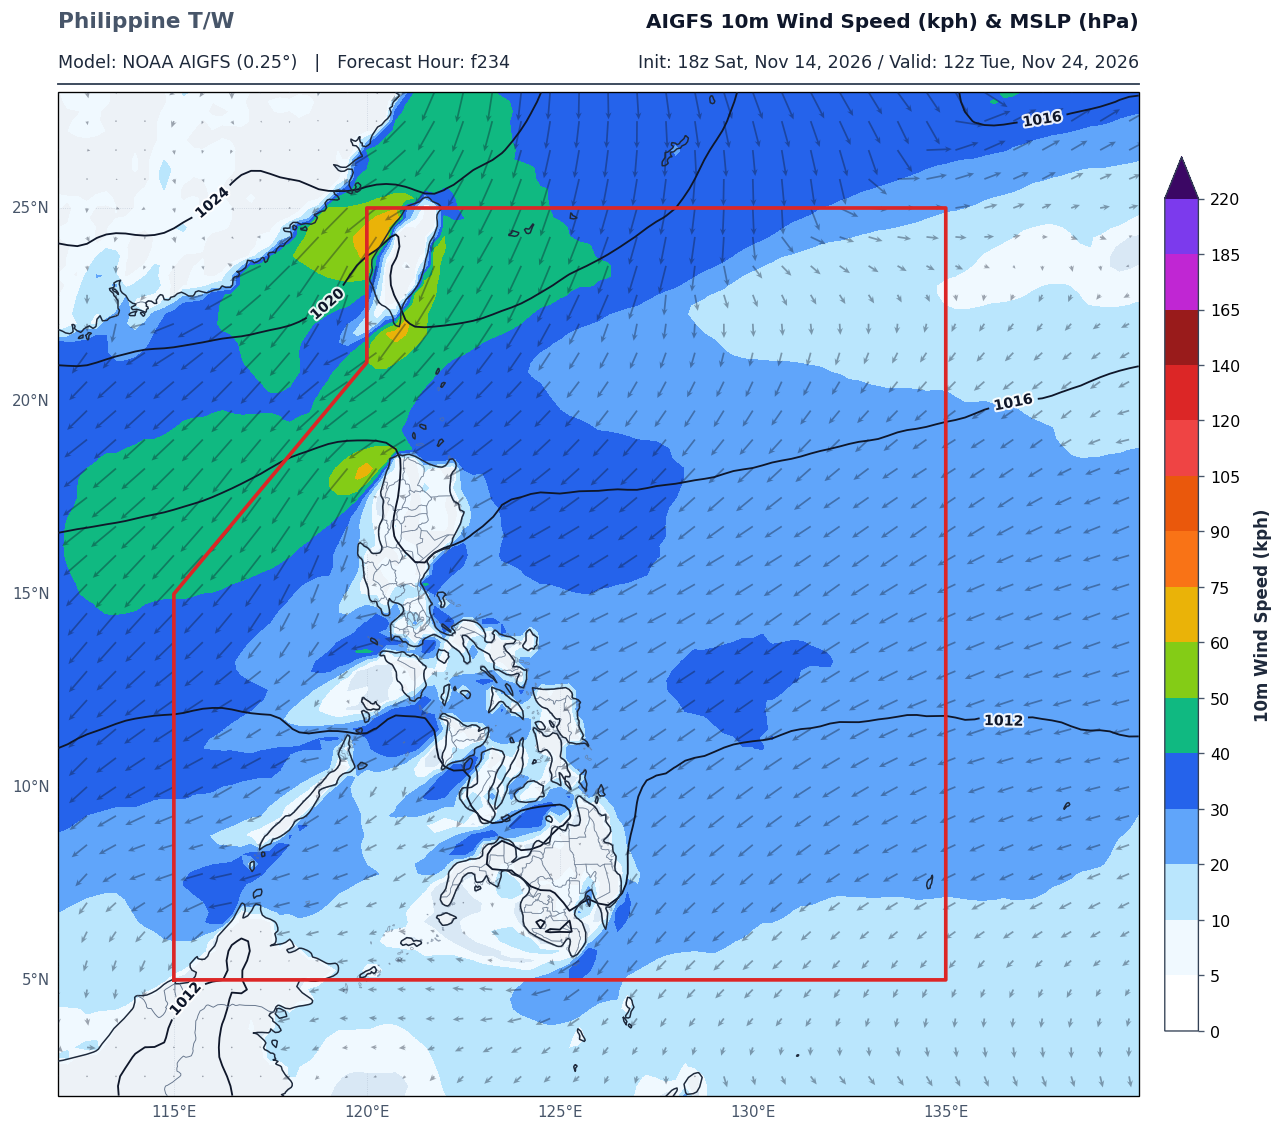 Philippine T/W
AIGFS 10m Wind Speed (kph) & MSLP (hPa)
Model: NOAA AIGFS (0.25°)   |   Forecast Hour: f234
Init: 18z Sat, Nov 14, 2026 / Valid: 12z Tue, Nov 24, 2026
1016
1024
1020
1016
1012
1012
25°N
20°N
15°N
10°N
5°N
115°E
120°E
125°E
130°E
135°E
220
185
165
140
120
105
90
75
60
50
40
30
20
10
5
0
10m Wind Speed (kph)